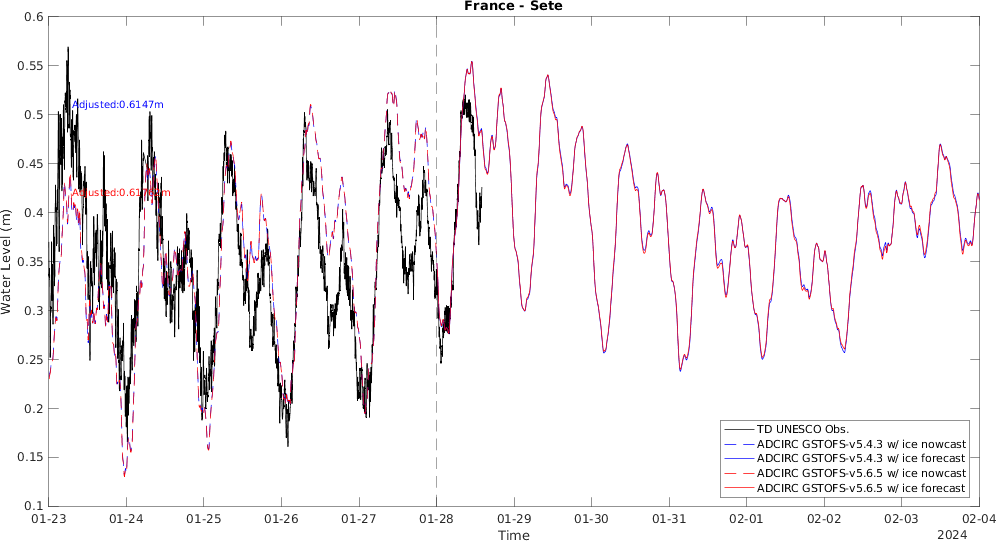 France - Sete
0.6
0.55
0.5
0.45
0.4
0.35
0.3
0.25
0.2
0.15
0.1
Water Level (m)
Adjusted:0.6147m
TD UNESCO Obs.
ADCIRC GSTOFS-v5.4.3 w/ ice nowcast
ADCIRC GSTOFS-v5.4.3 w/ ice forecast
ADCIRC GSTOFS-v5.6.5 w/ ice nowcast
ADCIRC GSTOFS-v5.6.5 w/ ice forecast
01-23 01-24 01-25 01-26 01-27 01-28 01-29 01-30 01-31 02-01 02-02 02-03 02-04
Time
2024